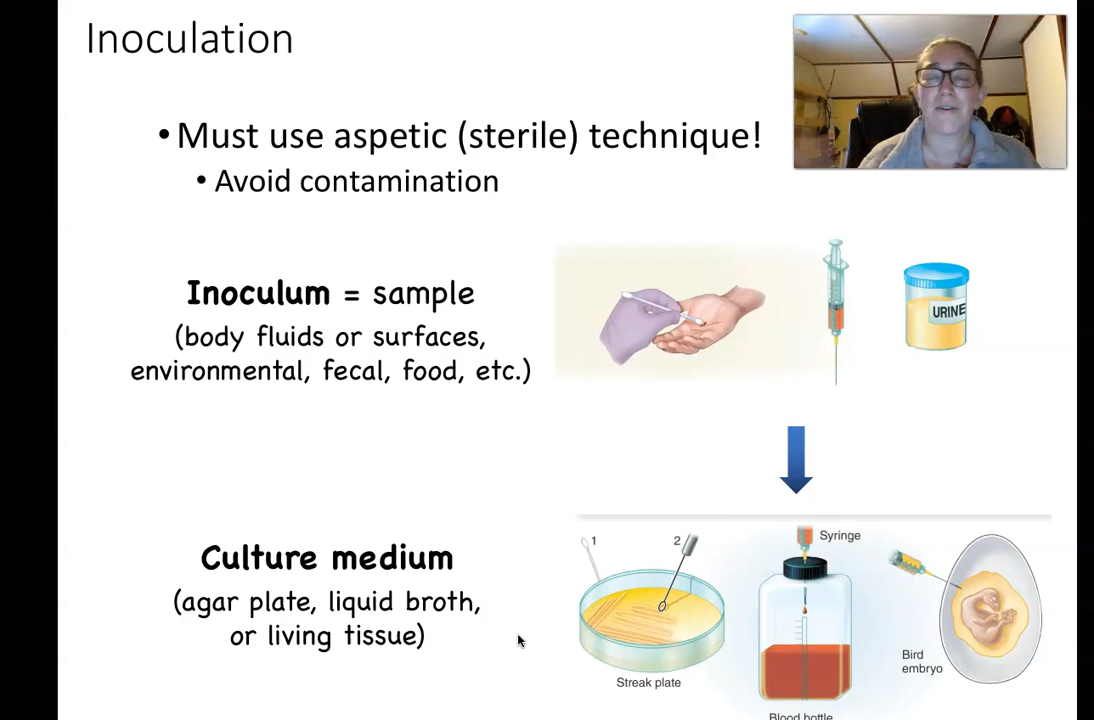 Inoculation
• Must use aspetic (sterile) technique!
• Avoid contamination
Inoculum = sample
(body fluids or surfaces,
environmental, fecal, food, etc.)
URINE
Culture medium
(agar plate, liquid broth,
or living tissue)
1
2
Syringe
Streak plate
Blood bottle
Bird
embryo